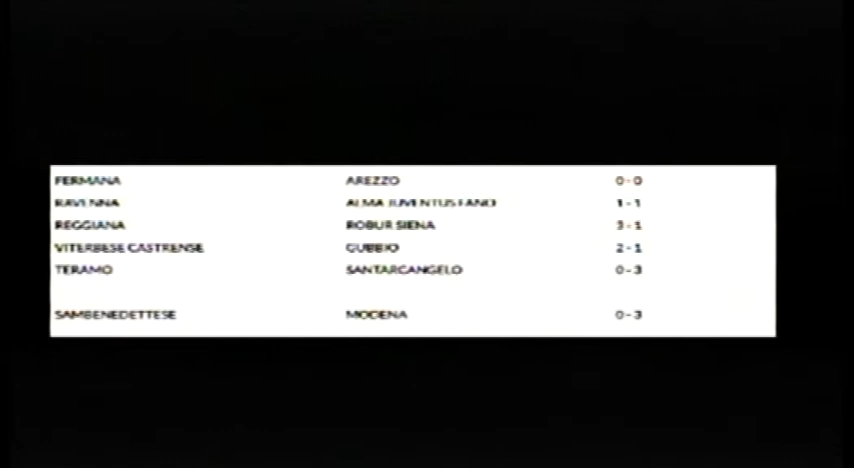 FERMANA AREZZO 0 - 0
RAVENNA ALMA JUVENTUS FANO 1 - 1
REGGIANA ROBUR SIENA 3 - 1
VITERBESE CASTRENSE GUBBIO 2 - 1
TERAMO SANTARCANGELO 0 - 3
SAMBENEDETTESE MODENA 0 - 3